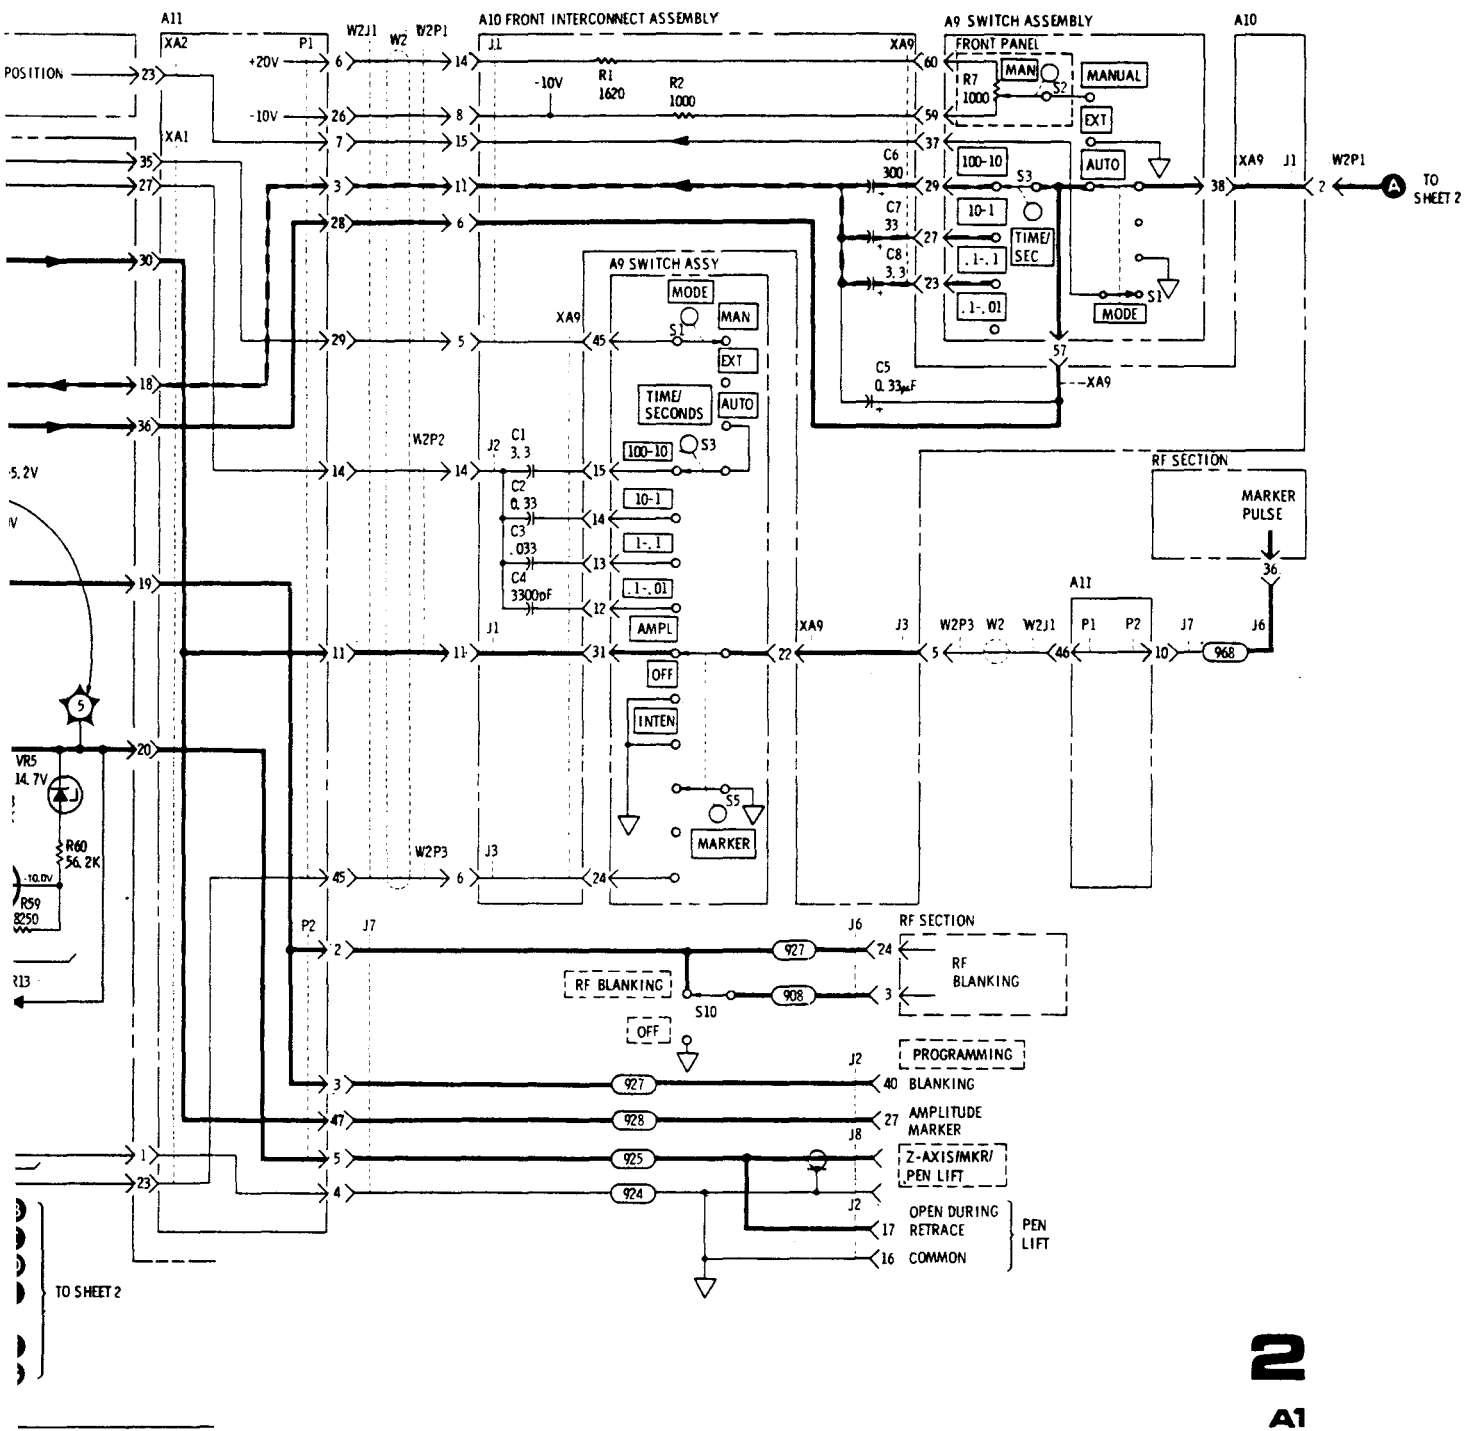 A11
XA2
P1
W2J1
W2
W2P1
A10 FRONT INTERCONNECT ASSEMBLY
J1
XA9
A9 SWITCH ASSEMBLY
A10
FRONT PANEL
POSITION
23
+20V
6
14
R1
1620
60
R7
1000
MAN
S2
MANUAL
-10V
R2
1000
-10V
26
8
59
EXT
XA1
7
15
37
35
C6
300
100-10
S3
AUTO
XA9
J1
W2P1
27
3
11
29
38
2
A
TO
SHEET 2
28
6
C7
33
27
10-1
TIME/
SEC
30
A9 SWITCH ASSY
C8
3.3
23
.1-.1
MODE
.1-.01
S1
MODE
XA9
S1
MAN
29
5
45
57
EXT
18
C5
0.33µF
XA9
TIME/
SECONDS
AUTO
36
W2P2
J2
C1
3.3
S3
100-10
14
14
15
RF SECTION
5.2V
C2
0.33
10-1
MARKER
PULSE
V
14
C3
.033
1-.1
13
36
19
C4
3300pF
.1-.01
12
A11
J1
AMPL
XA9
J3
W2P3
W2
W2J1
P1
P2
J7
J6
11
11
31
22
5
46
10
968
OFF
5
INTEN
20
VR5
14.7V
S5
MARKER
R60
56.2K
W2P3
J3
45
6
24
-10.0V
R59
8250
P2
J7
J6
RF SECTION
2
927
24
RF
BLANKING
R13
RF BLANKING
908
3
S10
OFF
J2
PROGRAMMING
3
927
40
BLANKING
47
928
27
AMPLITUDE
MARKER
J8
1
5
925
Z-AXIS/MKR/
PEN LIFT
23
4
924
J2
17
OPEN DURING
RETRACE
PEN
LIFT
16
COMMON
TO SHEET 2
2
A1